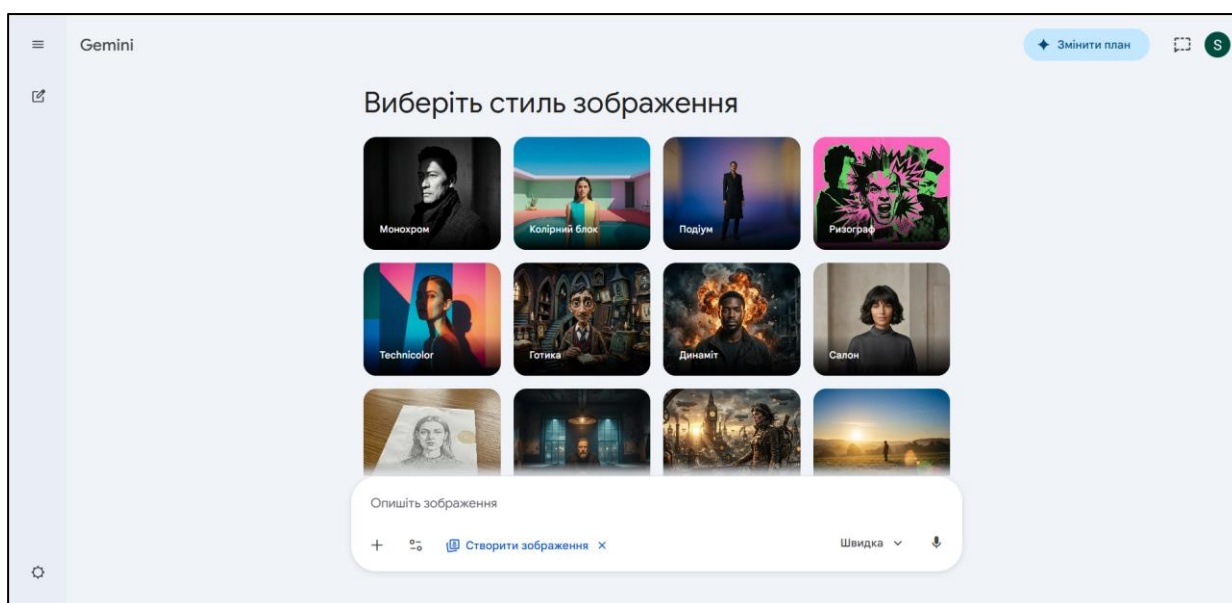 Gemini
Змінити план
S
Виберіть стиль зображення
Монохром
Колірний блок
Подіум
Ризограф
Technicolor
Готика
Динаміт
Салон
Опишіть зображення
Створити зображення
Швидка